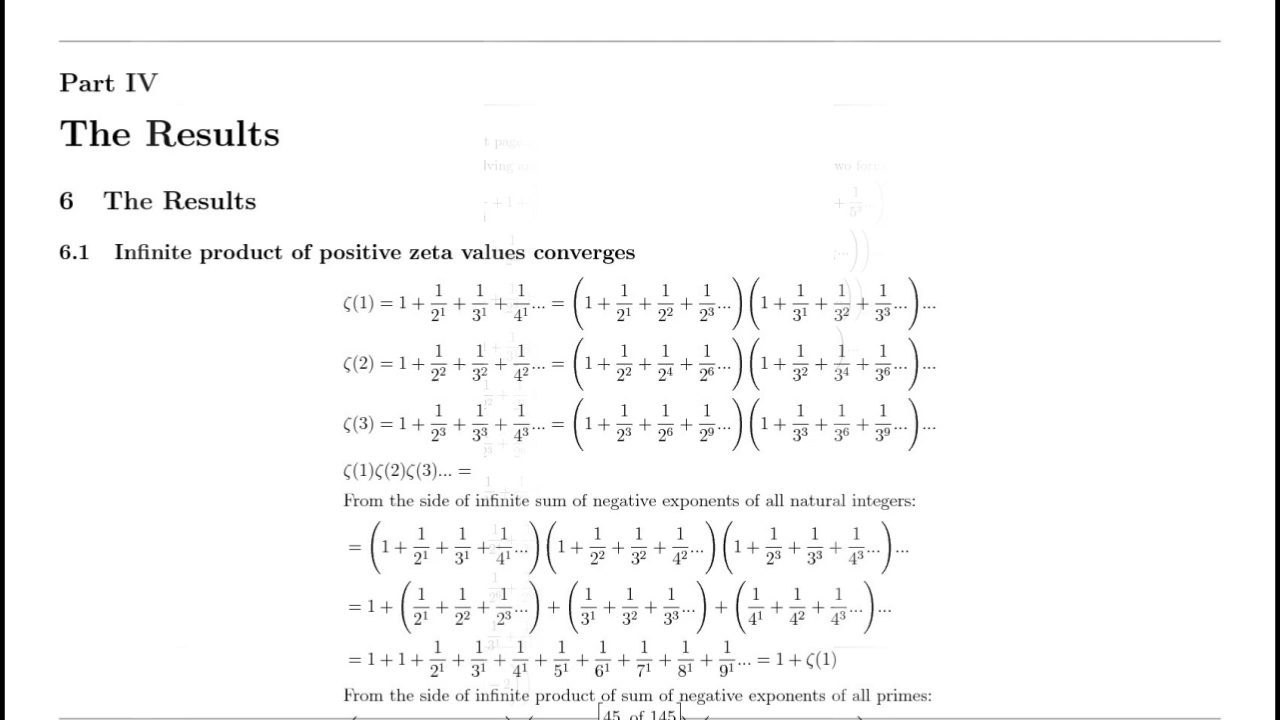 Part IV
The Results
6 The Results
6.1 Infinite product of positive zeta values converges
ζ(1) = 1 + 1/2^1 + 1/3^1 + 1/4^1 ... = (1 + 1/2^1 + 1/2^2 + 1/2^3 ...)(1 + 1/3^1 + 1/3^2 + 1/3^3 ...)...
ζ(2) = 1 + 1/2^2 + 1/3^2 + 1/4^2 ... = (1 + 1/2^2 + 1/2^4 + 1/2^6 ...)(1 + 1/3^2 + 1/3^4 + 1/3^6 ...)...
ζ(3) = 1 + 1/2^3 + 1/3^3 + 1/4^3 ... = (1 + 1/2^3 + 1/2^6 + 1/2^9 ...)(1 + 1/3^3 + 1/3^6 + 1/3^9 ...)...
ζ(1)ζ(2)ζ(3)... =
From the side of infinite sum of negative exponents of all natural integers:
= (1 + 1/2^1 + 1/3^1 + 1/4^1 ...)(1 + 1/2^2 + 1/3^2 + 1/4^2 ...)(1 + 1/2^3 + 1/3^3 + 1/4^3 ...)...
= 1 + (1/2^1 + 1/2^2 + 1/2^3 ...) + (1/3^1 + 1/3^2 + 1/3^3 ...) + (1/4^1 + 1/4^2 + 1/4^3 ...)...
= 1 + 1 + 1/2^1 + 1/3^1 + 1/4^1 + 1/5^1 + 1/6^1 + 1/7^1 + 1/8^1 + 1/9^1 ... = 1 + ζ(1)
From the side of infinite product of sum of negative exponents of all primes:
[45 of 145]